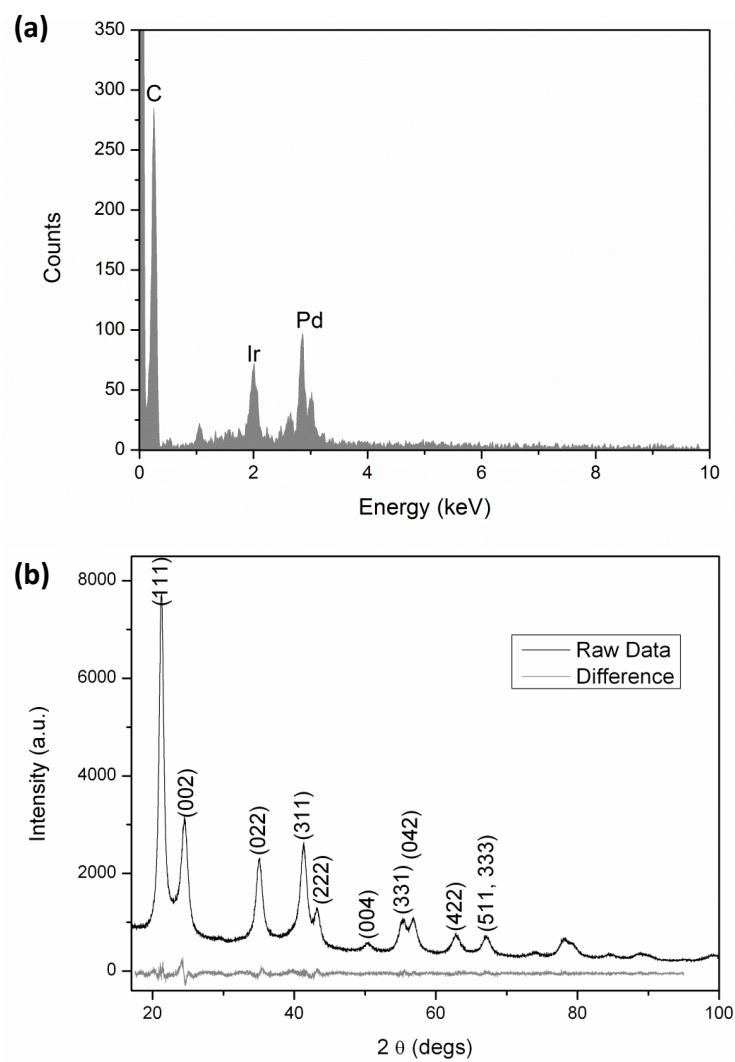 (a)
350
300
250
200
150
100
50
0
Counts
C
Ir
Pd
0 2 4 6 8 10
Energy (keV)
(b)
8000
6000
4000
2000
0
Intensity (a.u.)
(111)
(002)
(022)
(311)
(222)
(004)
(331)
(042)
(422)
(511, 333)
Raw Data
Difference
20 40 60 80 100
2 θ (degs)